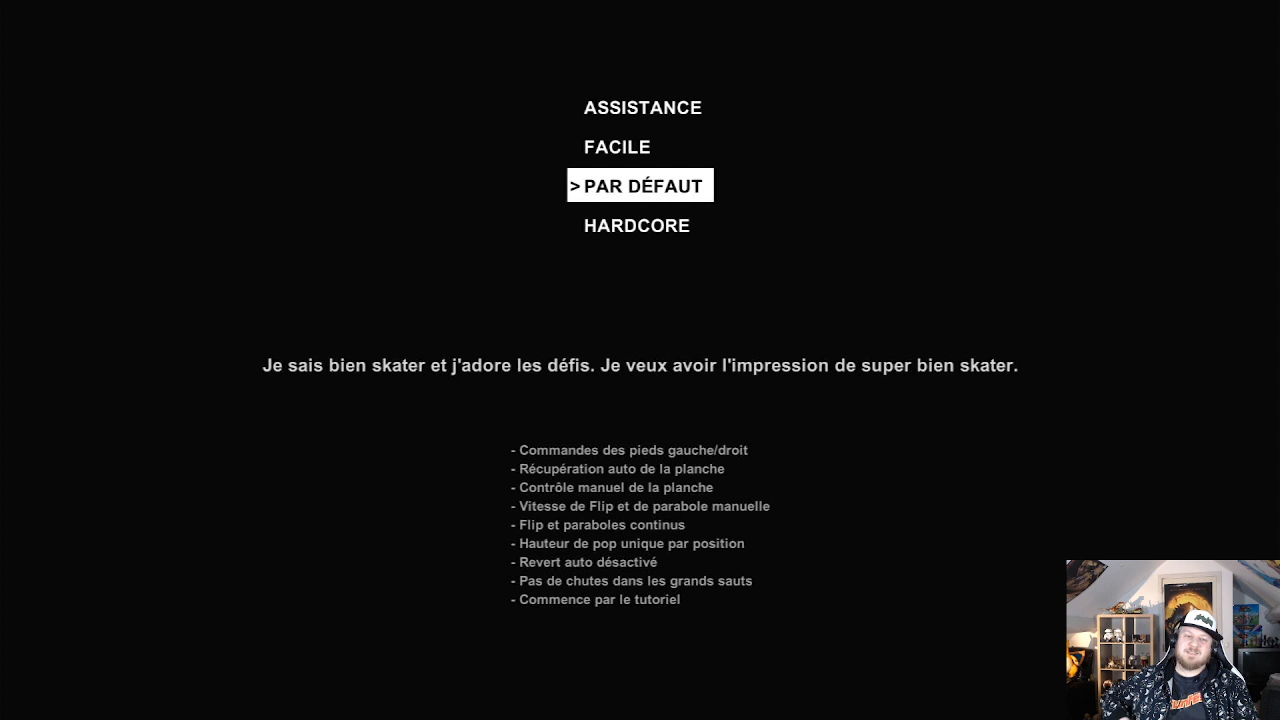 ASSISTANCE
FACILE
> PAR DÉFAUT
HARDCORE
Je sais bien skater et j'adore les défis. Je veux avoir l'impression de super bien skater.
- Commandes des pieds gauche/droit
- Récupération auto de la planche
- Contrôle manuel de la planche
- Vitesse de Flip et de parabole manuelle
- Flip et paraboles continus
- Hauteur de pop unique par position
- Revert auto désactivé
- Pas de chutes dans les grands sauts
- Commence par le tutoriel